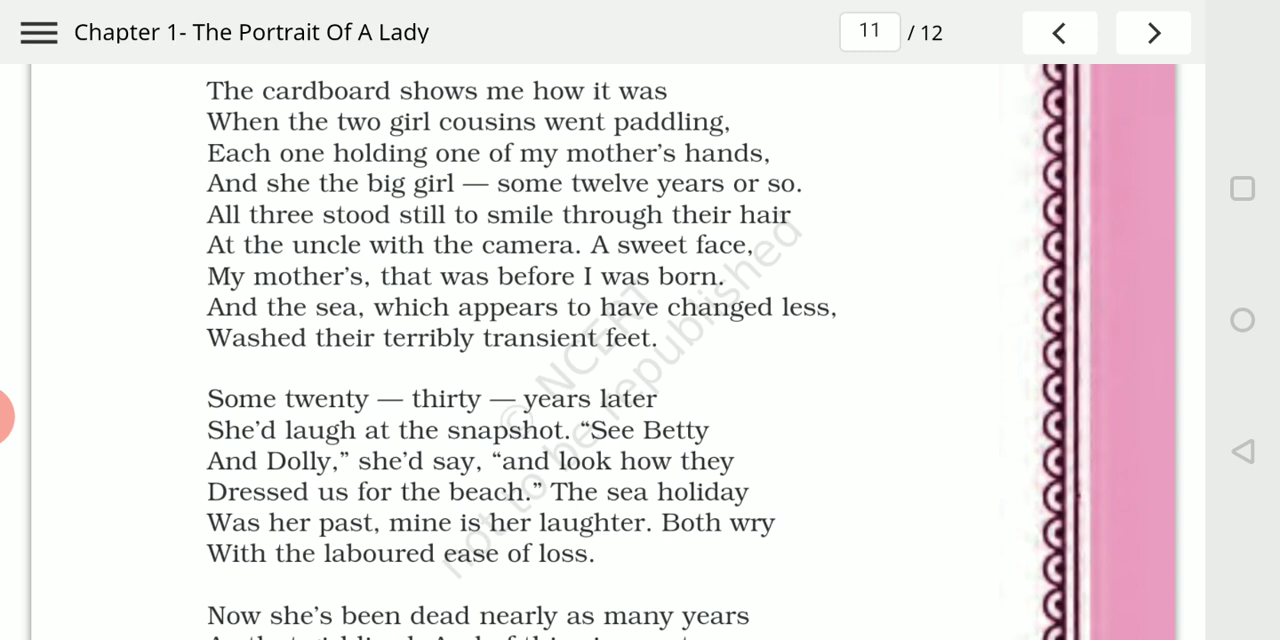 Chapter 1- The Portrait Of A Lady
11 / 12
The cardboard shows me how it was
When the two girl cousins went paddling,
Each one holding one of my mother's hands,
And she the big girl — some twelve years or so.
All three stood still to smile through their hair
At the uncle with the camera. A sweet face,
My mother's, that was before I was born.
And the sea, which appears to have changed less,
Washed their terribly transient feet.
Some twenty — thirty — years later
She'd laugh at the snapshot. “See Betty
And Dolly,” she'd say, “and look how they
Dressed us for the beach.” The sea holiday
Was her past, mine is her laughter. Both wry
With the laboured ease of loss.
Now she's been dead nearly as many years
© NCERT
not to be republished